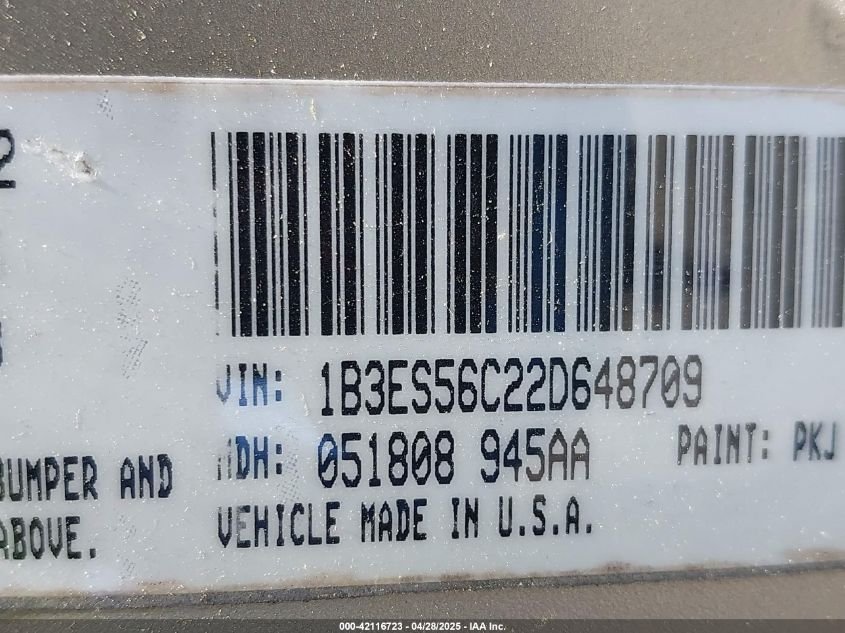 2
VIN: 1B3ES56C22D648709
MDH: 051808 945AA PAINT: PKJ
BUMPER AND
VEHICLE MADE IN U.S.A.
ABOVE.
000-42116723 - 04/28/2025 - IAA Inc.